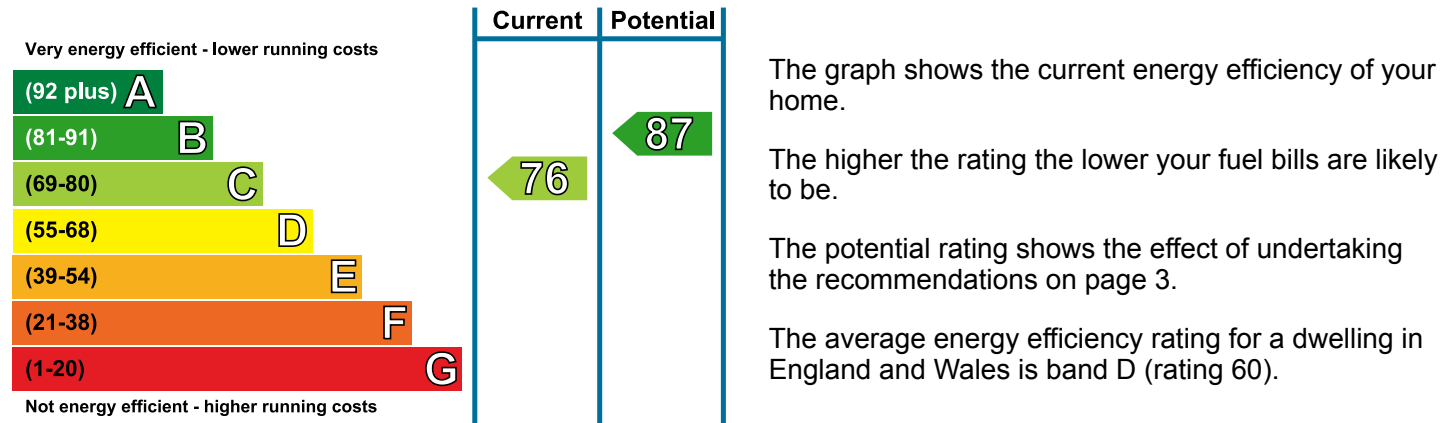 Current Potential
Very energy efficient - lower running costs
(92 plus) A
(81-91) B
87
(69-80) C
76
(55-68) D
(39-54) E
(21-38) F
(1-20) G
Not energy efficient - higher running costs
The graph shows the current energy efficiency of your
home.
The higher the rating the lower your fuel bills are likely
to be.
The potential rating shows the effect of undertaking
the recommendations on page 3.
The average energy efficiency rating for a dwelling in
England and Wales is band D (rating 60).